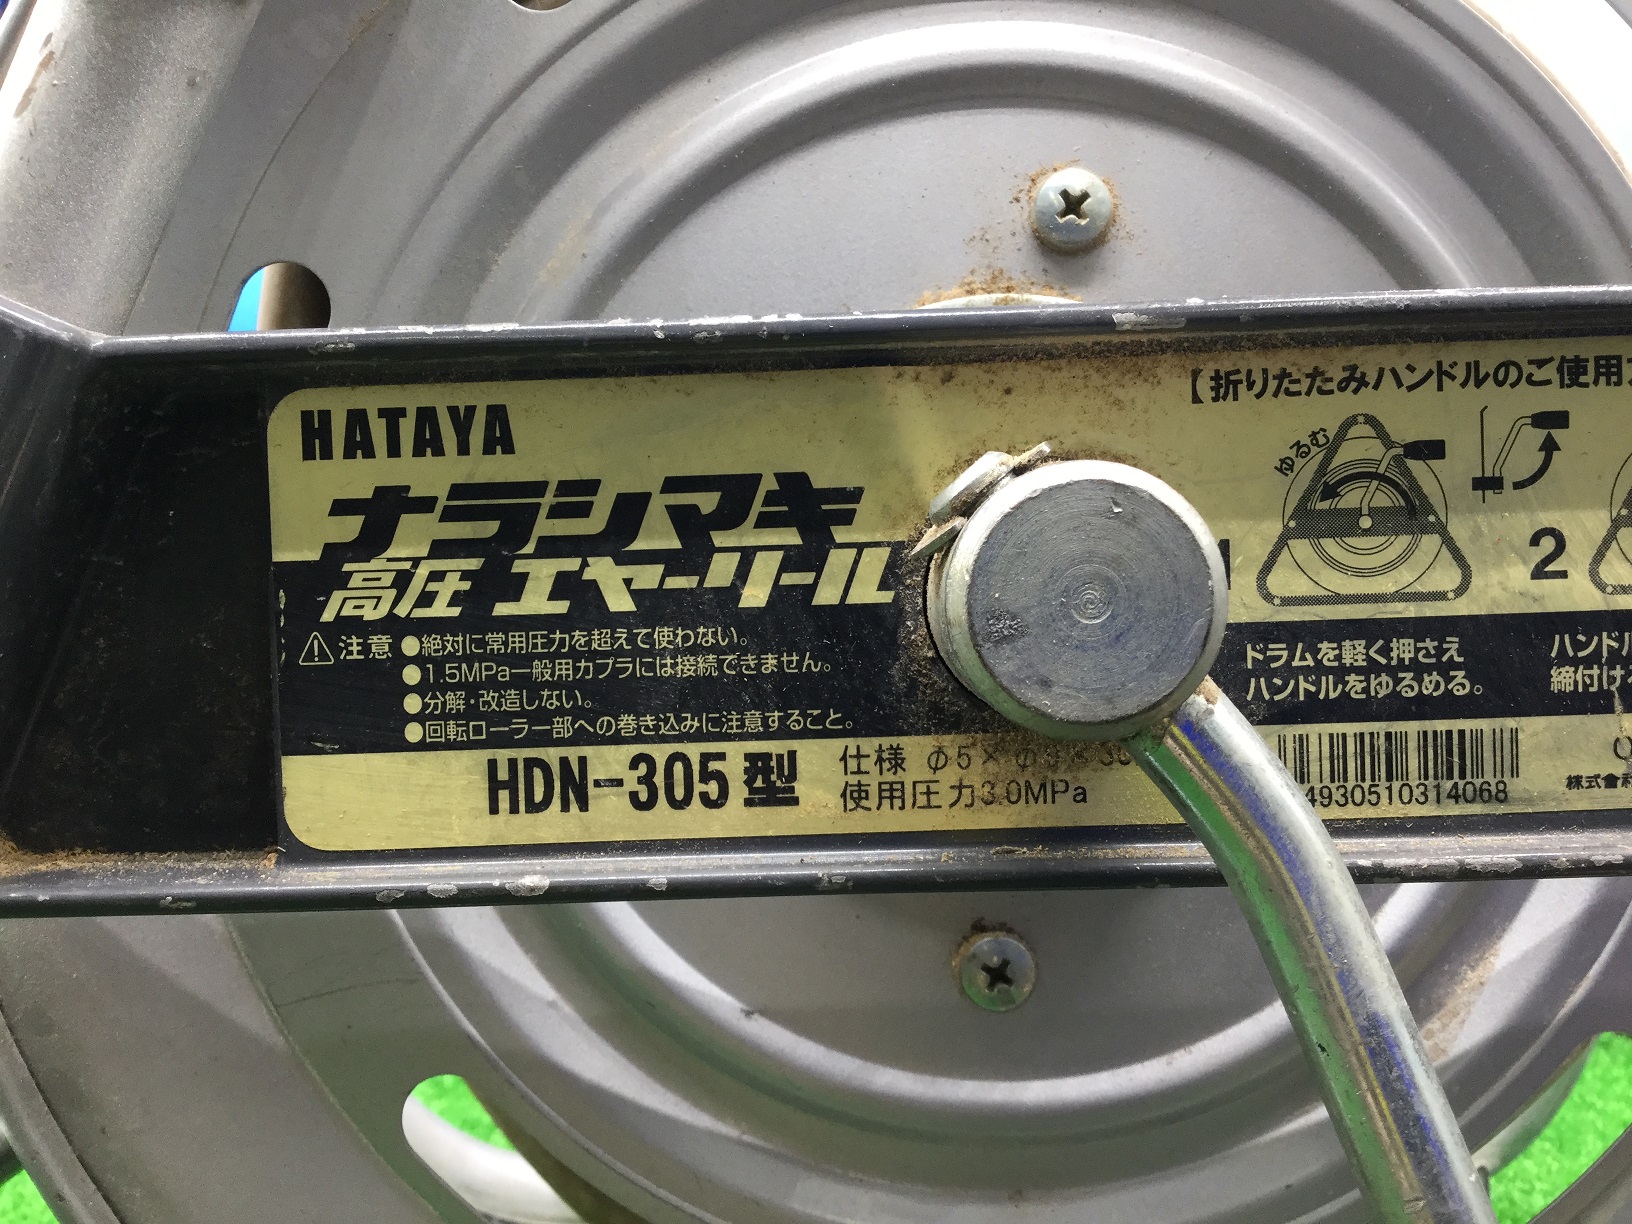 HATAYA
ナラシマキ
高圧 エヤーリール
注意 ●絶対に常用圧力を超えて使わない。
●1.5MPa一般用カプラには接続できません。
●分解・改造しない。
●回転ローラー部への巻き込みに注意すること。
HDN-305型
仕様 φ5×φ
使用圧力3.0MPa
【折りたたみハンドルのご使用
ゆるむ
2
ドラムを軽く押さえ
ハンドルをゆるめる。
ハンドル
締付け
4930510314068
株式會社